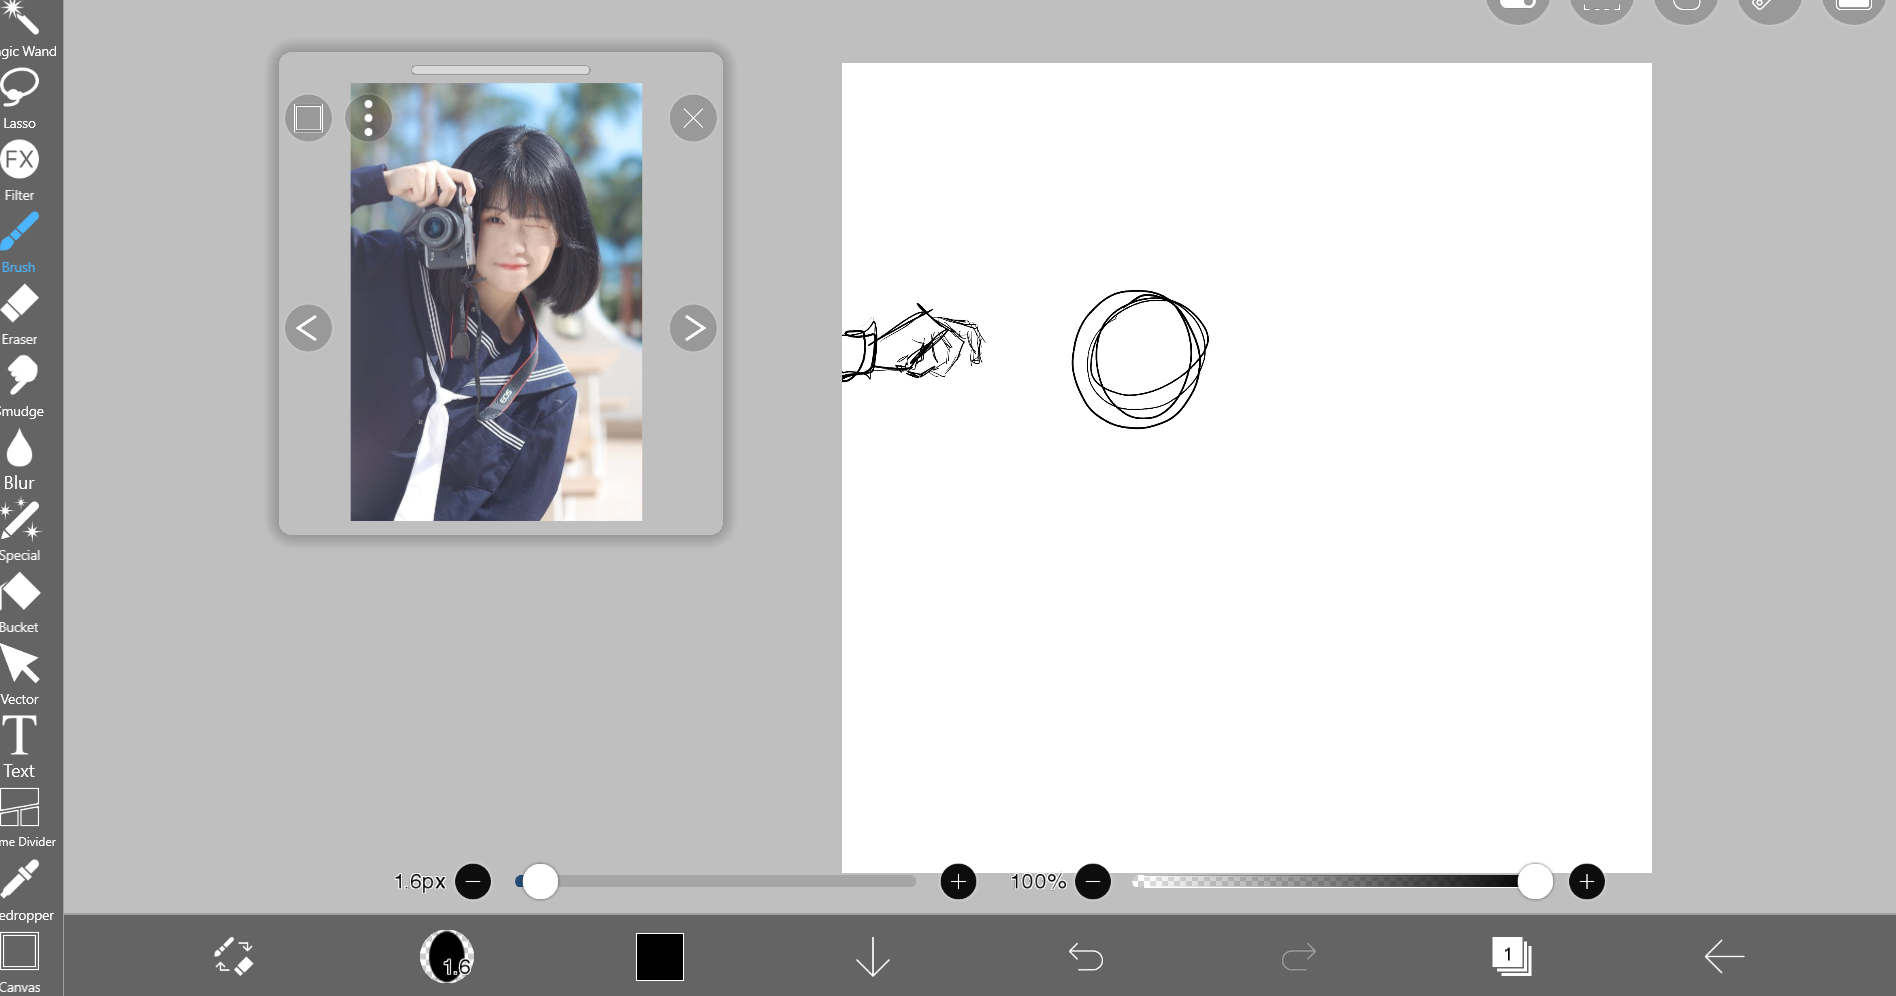 gic Wand
Lasso
FX
Filter
Brush
Eraser
Smudge
Blur
Special
Bucket
Vector
T
Text
me Divider
edropper
Canvas
EOS
1.6px
100%
1.6
1